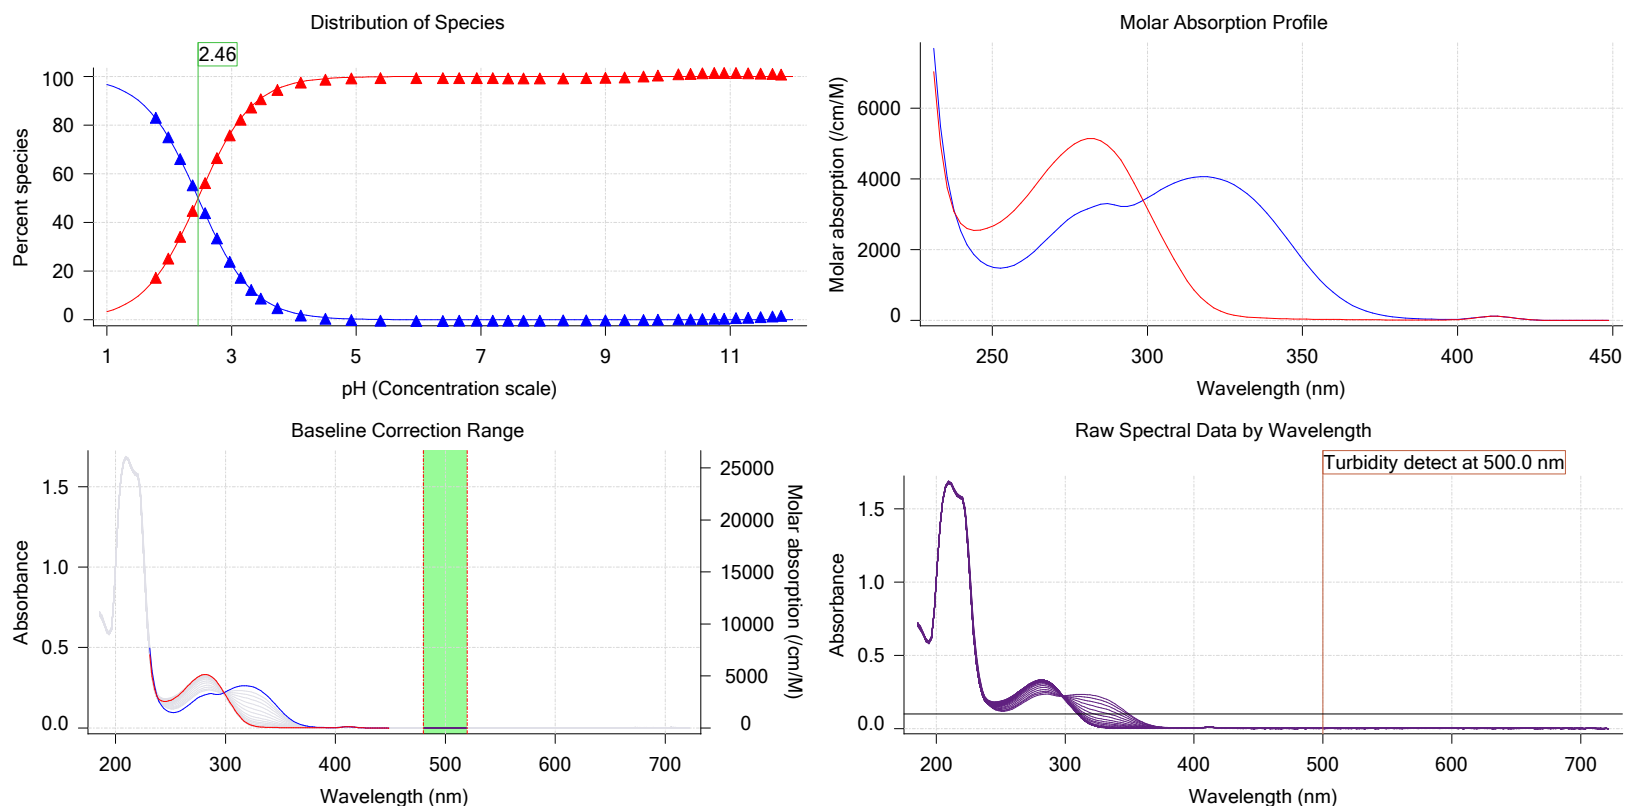 Distribution of Species
2.46
100
80
60
40
20
0
Percent species
1 3 5 7 9 11
pH (Concentration scale)
Molar Absorption Profile
6000
4000
2000
0
Molar absorption (/cm/M)
250 300 350 400 450
Wavelength (nm)
Baseline Correction Range
1.5
1.0
0.5
0.0
Absorbance
25000
20000
15000
10000
5000
0
Molar absorption (/cm/M)
200 300 400 500 600 700
Wavelength (nm)
Raw Spectral Data by Wavelength
Turbidity detect at 500.0 nm
1.5
1.0
0.5
0.0
Absorbance
200 300 400 500 600 700
Wavelength (nm)